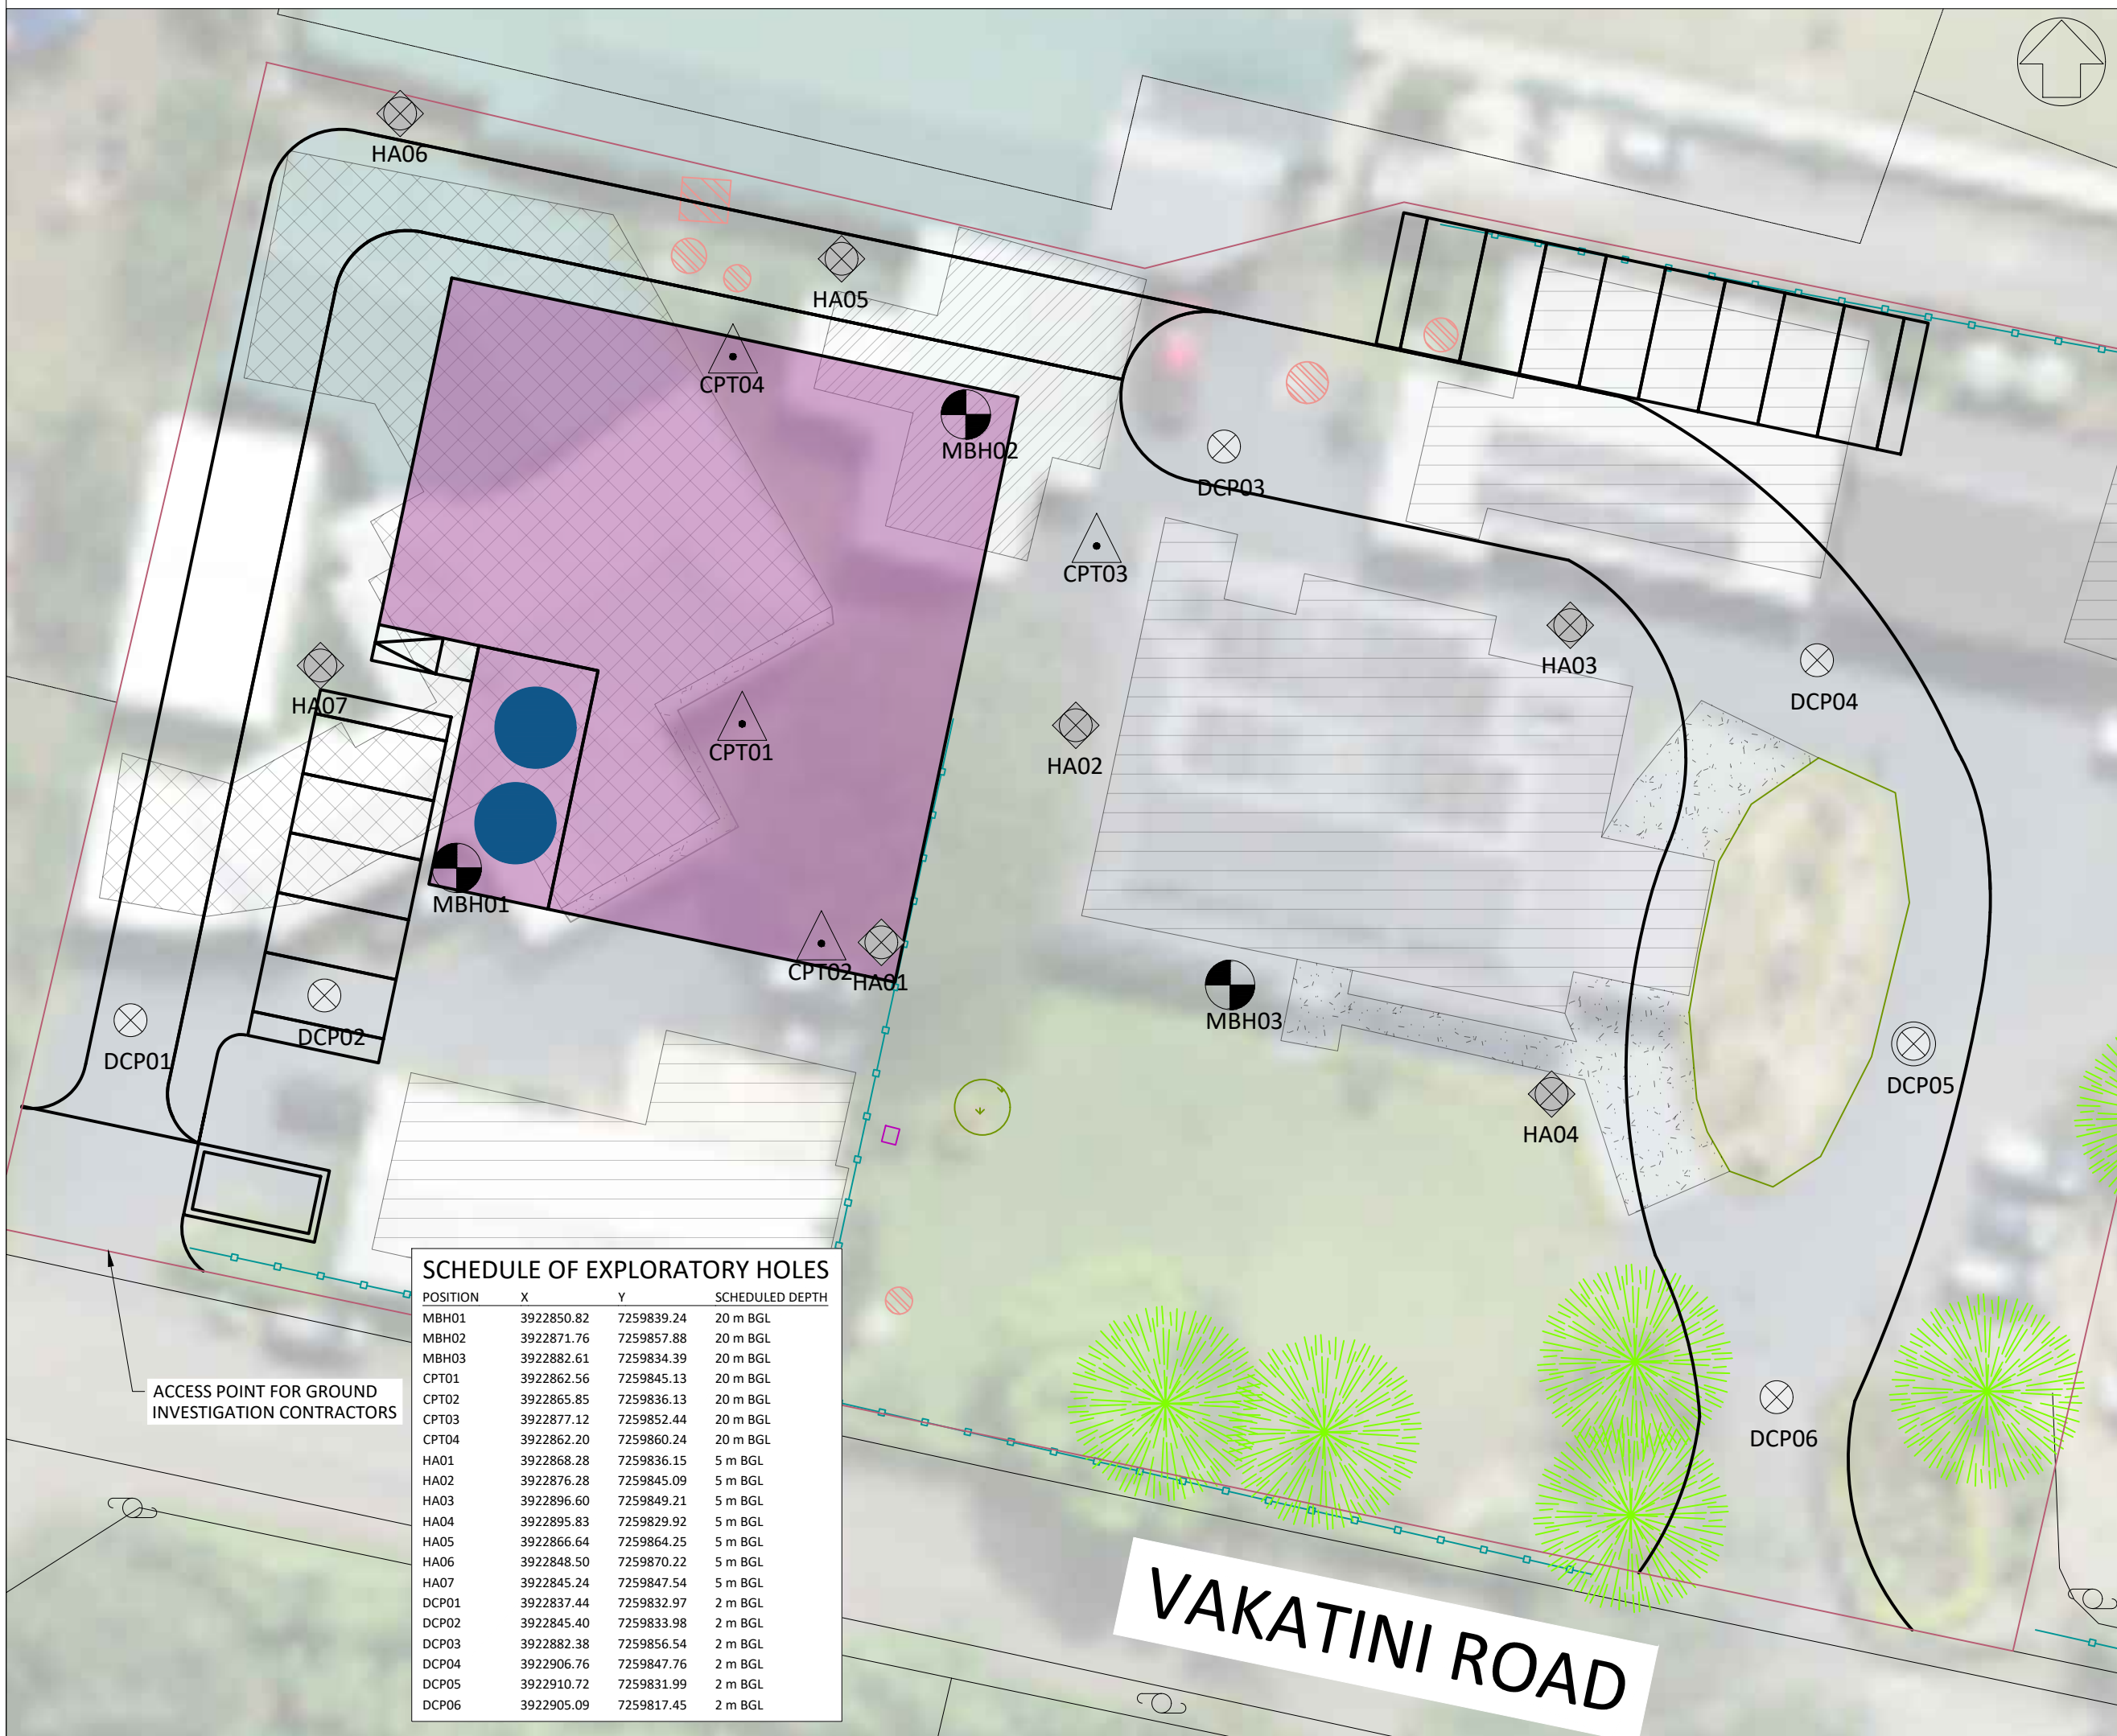 HA06
HA05
CPT04
MBH02
DCP03
CPT03
HA03
DCP04
HA07
CPT01
HA02
MBH01
CPT02
HA01
MBH03
DCP02
DCP01
DCP05
HA04
DCP06
ACCESS POINT FOR GROUND
INVESTIGATION CONTRACTORS
SCHEDULE OF EXPLORATORY HOLES
POSITION X Y SCHEDULED DEPTH
MBH01 3922850.82 7259839.24 20 m BGL
MBH02 3922871.76 7259857.88 20 m BGL
MBH03 3922882.61 7259834.39 20 m BGL
CPT01 3922862.56 7259845.13 20 m BGL
CPT02 3922865.85 7259836.13 20 m BGL
CPT03 3922877.12 7259852.44 20 m BGL
CPT04 3922862.20 7259860.24 20 m BGL
HA01 3922868.28 7259836.15 5 m BGL
HA02 3922876.28 7259845.09 5 m BGL
HA03 3922896.60 7259849.21 5 m BGL
HA04 3922895.83 7259829.92 5 m BGL
HA05 3922866.64 7259864.25 5 m BGL
HA06 3922848.50 7259870.22 5 m BGL
HA07 3922845.24 7259847.54 5 m BGL
DCP01 3922837.44 7259832.97 2 m BGL
DCP02 3922845.40 7259833.98 2 m BGL
DCP03 3922882.38 7259856.54 2 m BGL
DCP04 3922906.76 7259847.76 2 m BGL
DCP05 3922910.72 7259831.99 2 m BGL
DCP06 3922905.09 7259817.45 2 m BGL
VAKATINI ROAD